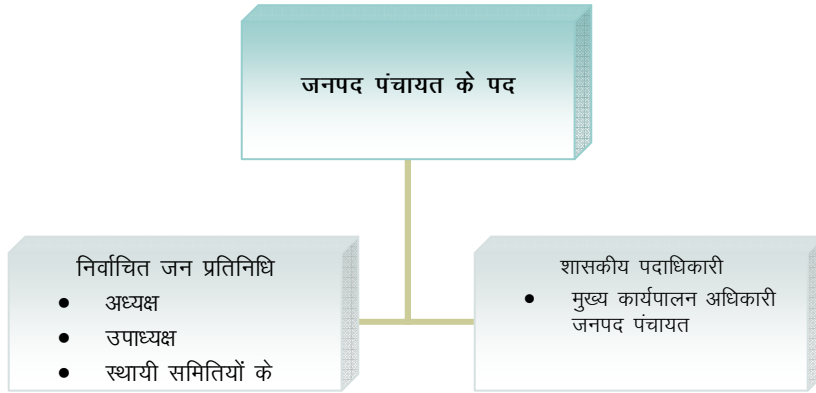 जनपद पंचायत के पद
निर्वाचित जन प्रतिनिधि
• अध्यक्ष
• उपाध्यक्ष
• स्थायी समितियों के
शासकीय पदाधिकारी
• मुख्य कार्यपालन अधिकारी
जनपद पंचायत